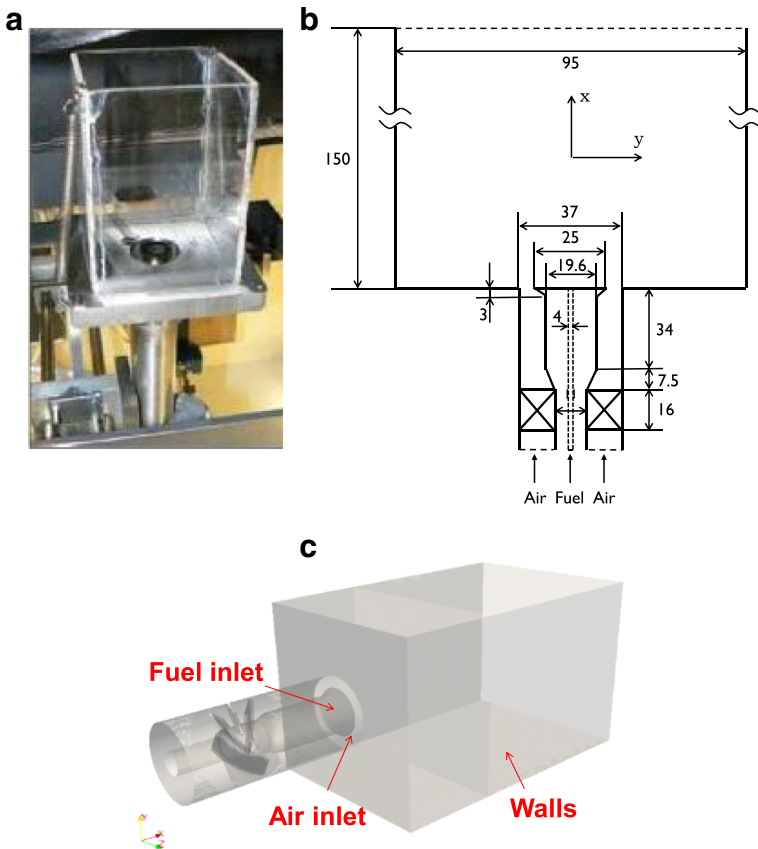 a
b
95
x
y
150
37
25
19.6
3
4
34
7.5
16
Air Fuel Air
c
Fuel inlet
Air inlet
Walls